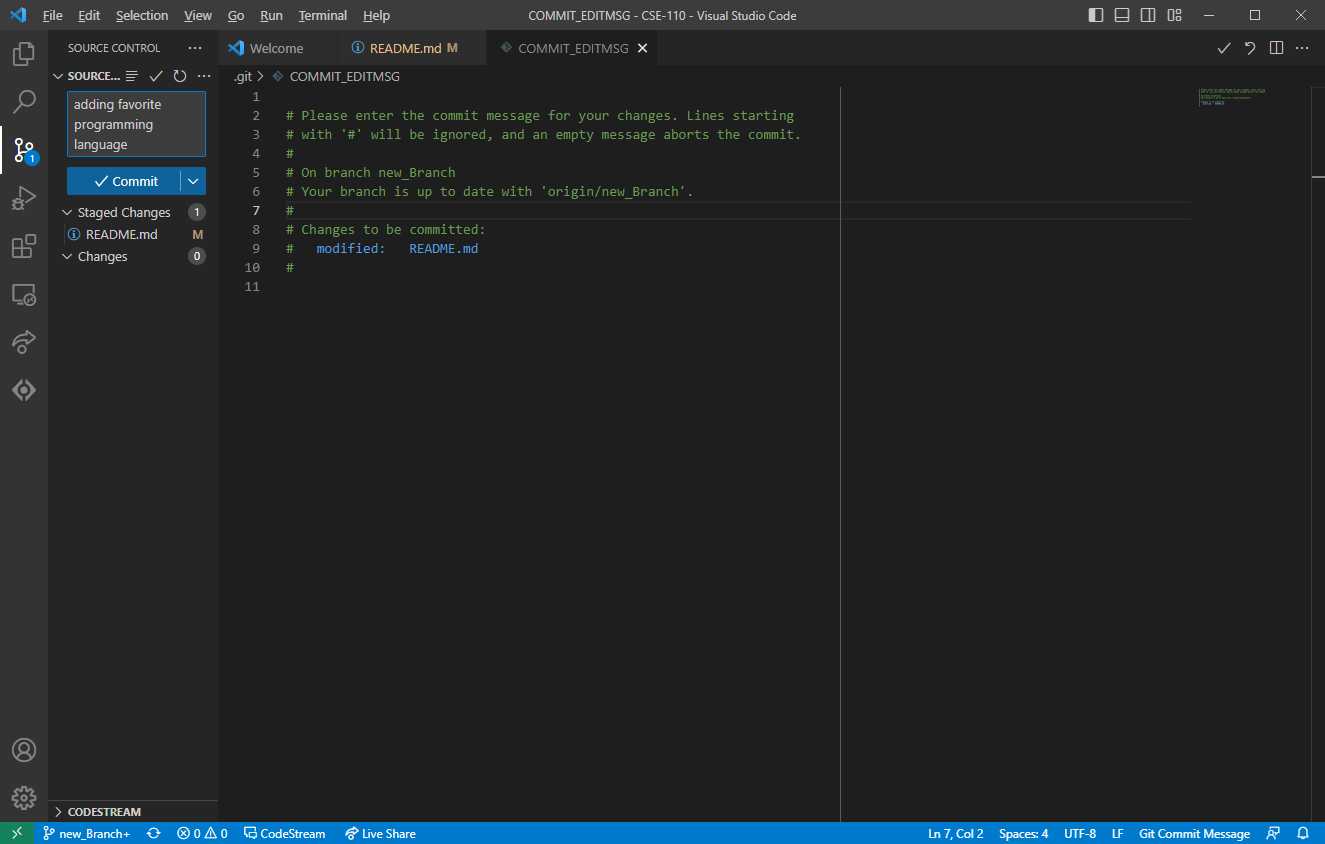 File Edit Selection View Go Run Terminal Help
COMMIT_EDITMSG - CSE-110 - Visual Studio Code
SOURCE CONTROL
Welcome
README.md M
COMMIT_EDITMSG
SOURCE...
.git > COMMIT_EDITMSG
adding favorite
programming
language
Commit
Staged Changes 1
README.md M
Changes 0
1
1
2 # Please enter the commit message for your changes. Lines starting
3 # with '#' will be ignored, and an empty message aborts the commit.
4 #
5 # On branch new_Branch
6 # Your branch is up to date with 'origin/new_Branch'.
7 #
8 # Changes to be committed:
9 # modified: README.md
10 #
11
CODESTREAM
new_Branch+ 0 0 CodeStream Live Share Ln 7, Col 2 Spaces: 4 UTF-8 LF Git Commit Message